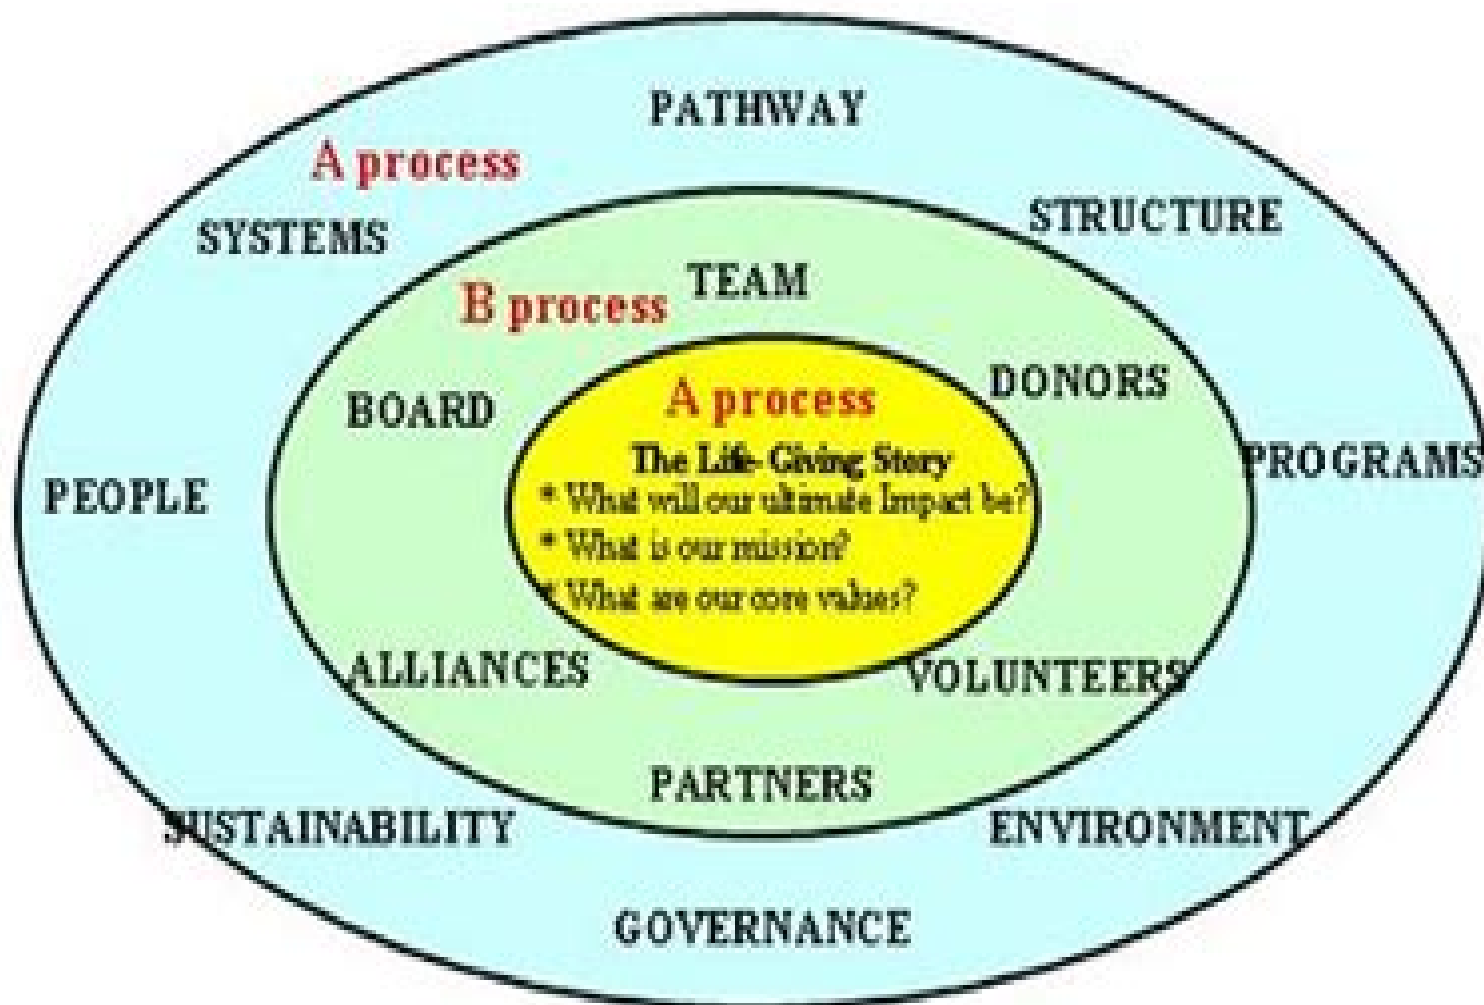 PATHWAY
A process
STRUCTURE
SYSTEMS
TEAM
B process
DONORS
BOARD
A process
The Life-Giving Story
PROGRAMS
PEOPLE
* What will our ultimate Impact be?
* What is our mission?
* What are our core values?
ALLIANCES
VOLUNTEERS
PARTNERS
SUSTAINABILITY
ENVIRONMENT
GOVERNANCE